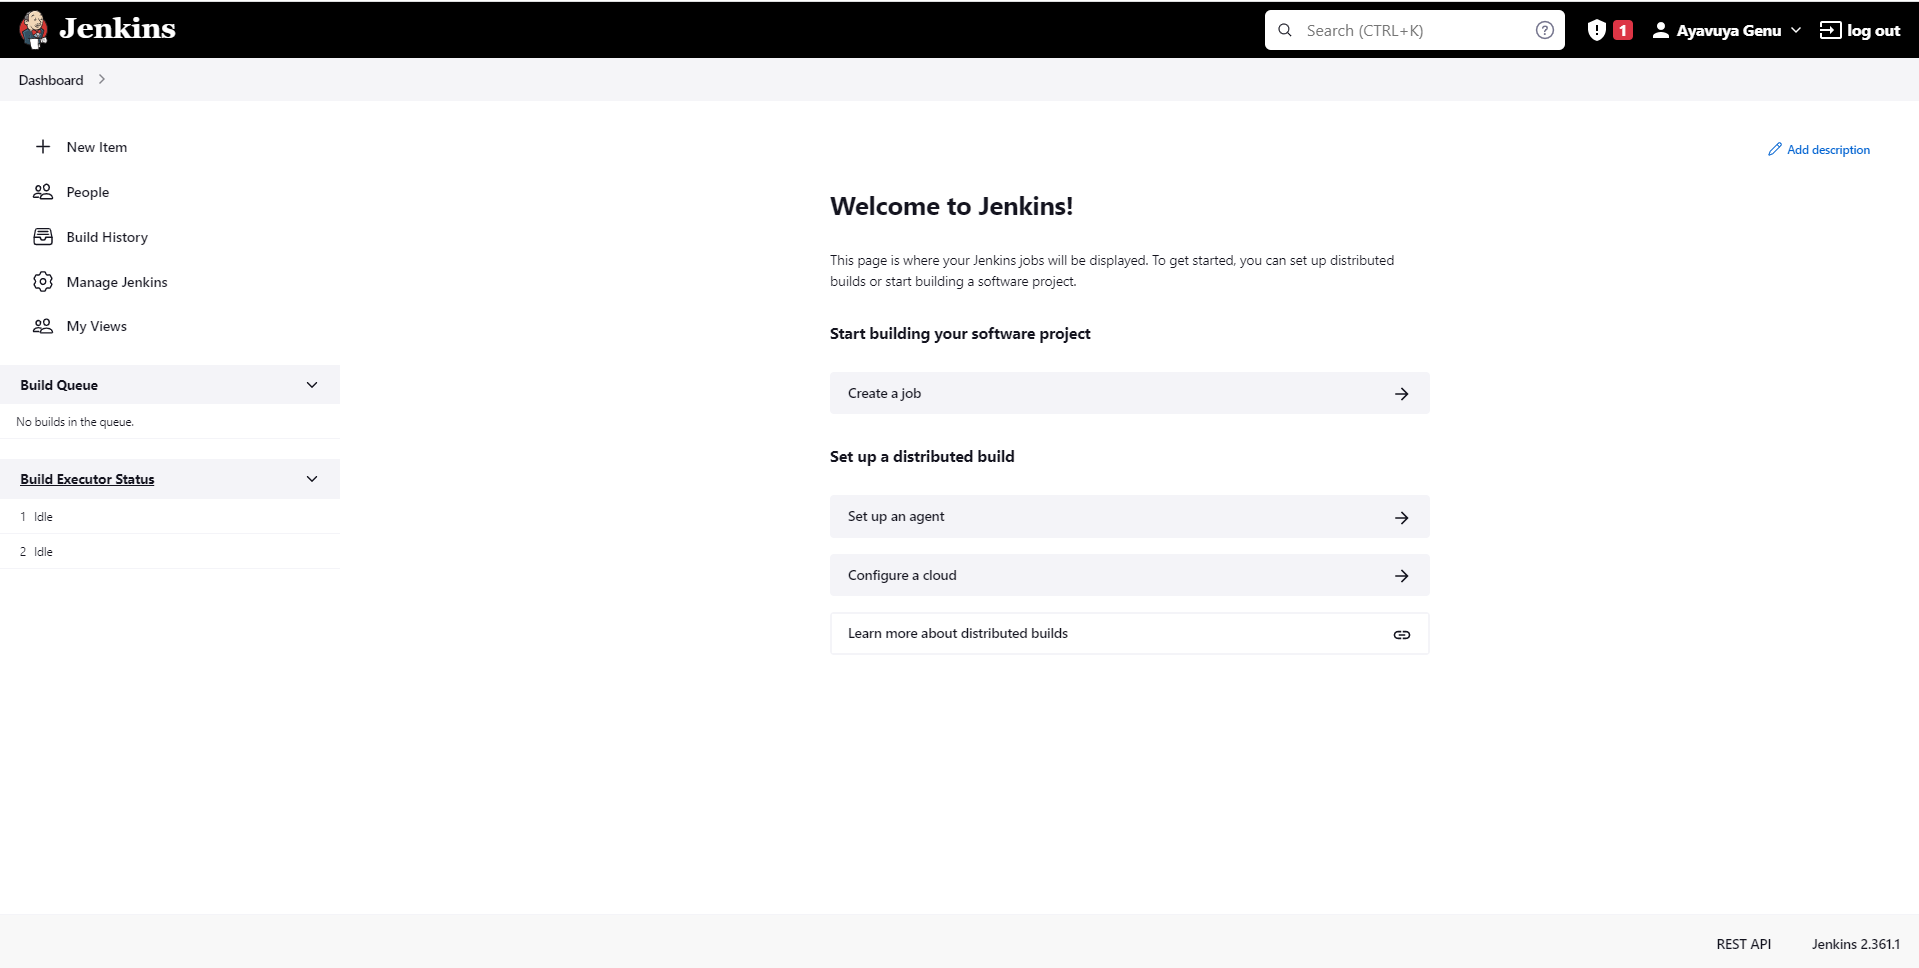 Jenkins
Search (CTRL+K)
1
Ayavuya Genu
log out
Dashboard
New Item
People
Build History
Manage Jenkins
My Views
Build Queue
No builds in the queue.
Build Executor Status
1 Idle
2 Idle
Add description
Welcome to Jenkins!
This page is where your Jenkins jobs will be displayed. To get started, you can set up distributed
builds or start building a software project.
Start building your software project
Create a job
Set up a distributed build
Set up an agent
Configure a cloud
Learn more about distributed builds
REST API
Jenkins 2.361.1